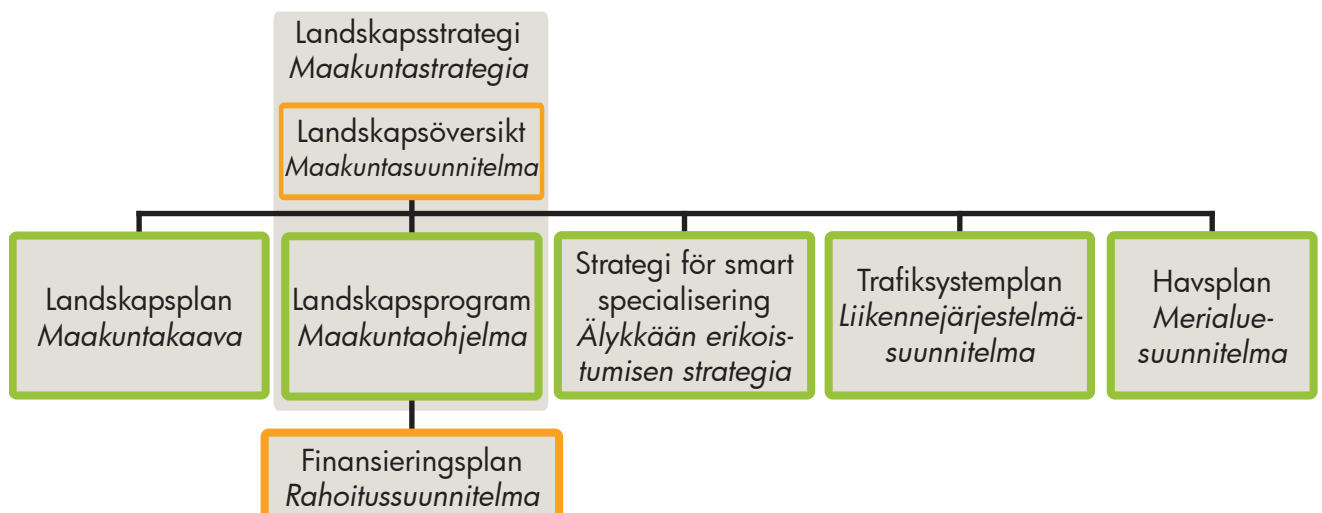 Landskapsstrategi
Maakuntastrategia
Landskapsöversikt
Maakuntasuunnitelma
Landskapsplan
Maakuntakaava
Landskapsprogram
Maakuntaohjelma
Strategi för smart
specialisering
Älykkään erikois-
tumisen strategia
Trafiksystemplan
Liikennejärjestelmä-
suunnitelma
Havsplan
Merialue-
suunnitelma
Finansieringsplan
Rahoitussuunnitelma